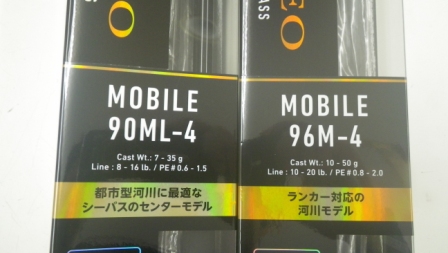 O
MOBILE
90ML-4
Cast Wt.: 7 - 35 g
Line : 8 - 16 lb. / PE # 0.6 - 1.5
都市型河川に最適な
シーバスのセンターモデル
EO
ASS
MOBILE
96M-4
Cast Wt.: 10 - 50 g
Line : 10 - 20 lb. / PE # 0.8 - 2.0
ランカー対応の
河川モデル